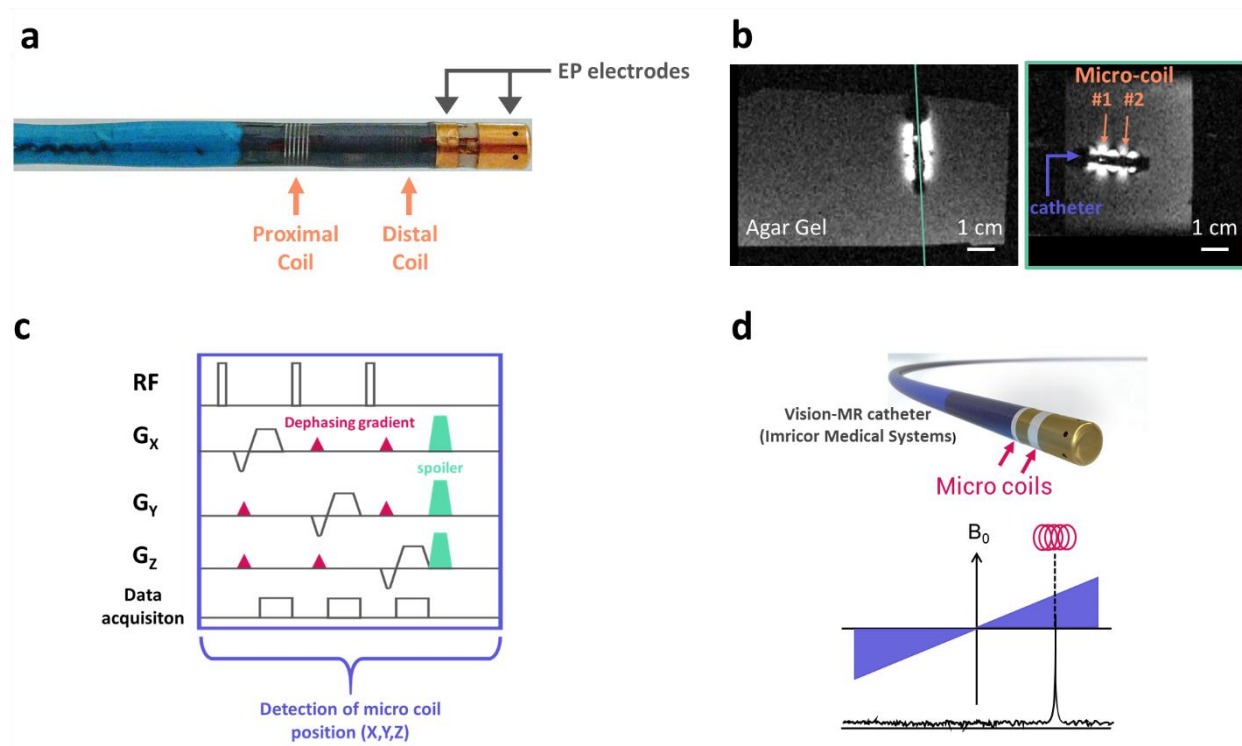 a
EP electrodes
Proximal
Coil
Distal
Coil
b
Micro-coil
#1 #2
catheter
Agar Gel
1 cm
1 cm
c
RF
Dephasing gradient
GX
spoiler
GY
GZ
Data
acquisiton
Detection of micro coil
position (X,Y,Z)
d
Vision-MR catheter
(Imricor Medical Systems)
Micro coils
B0